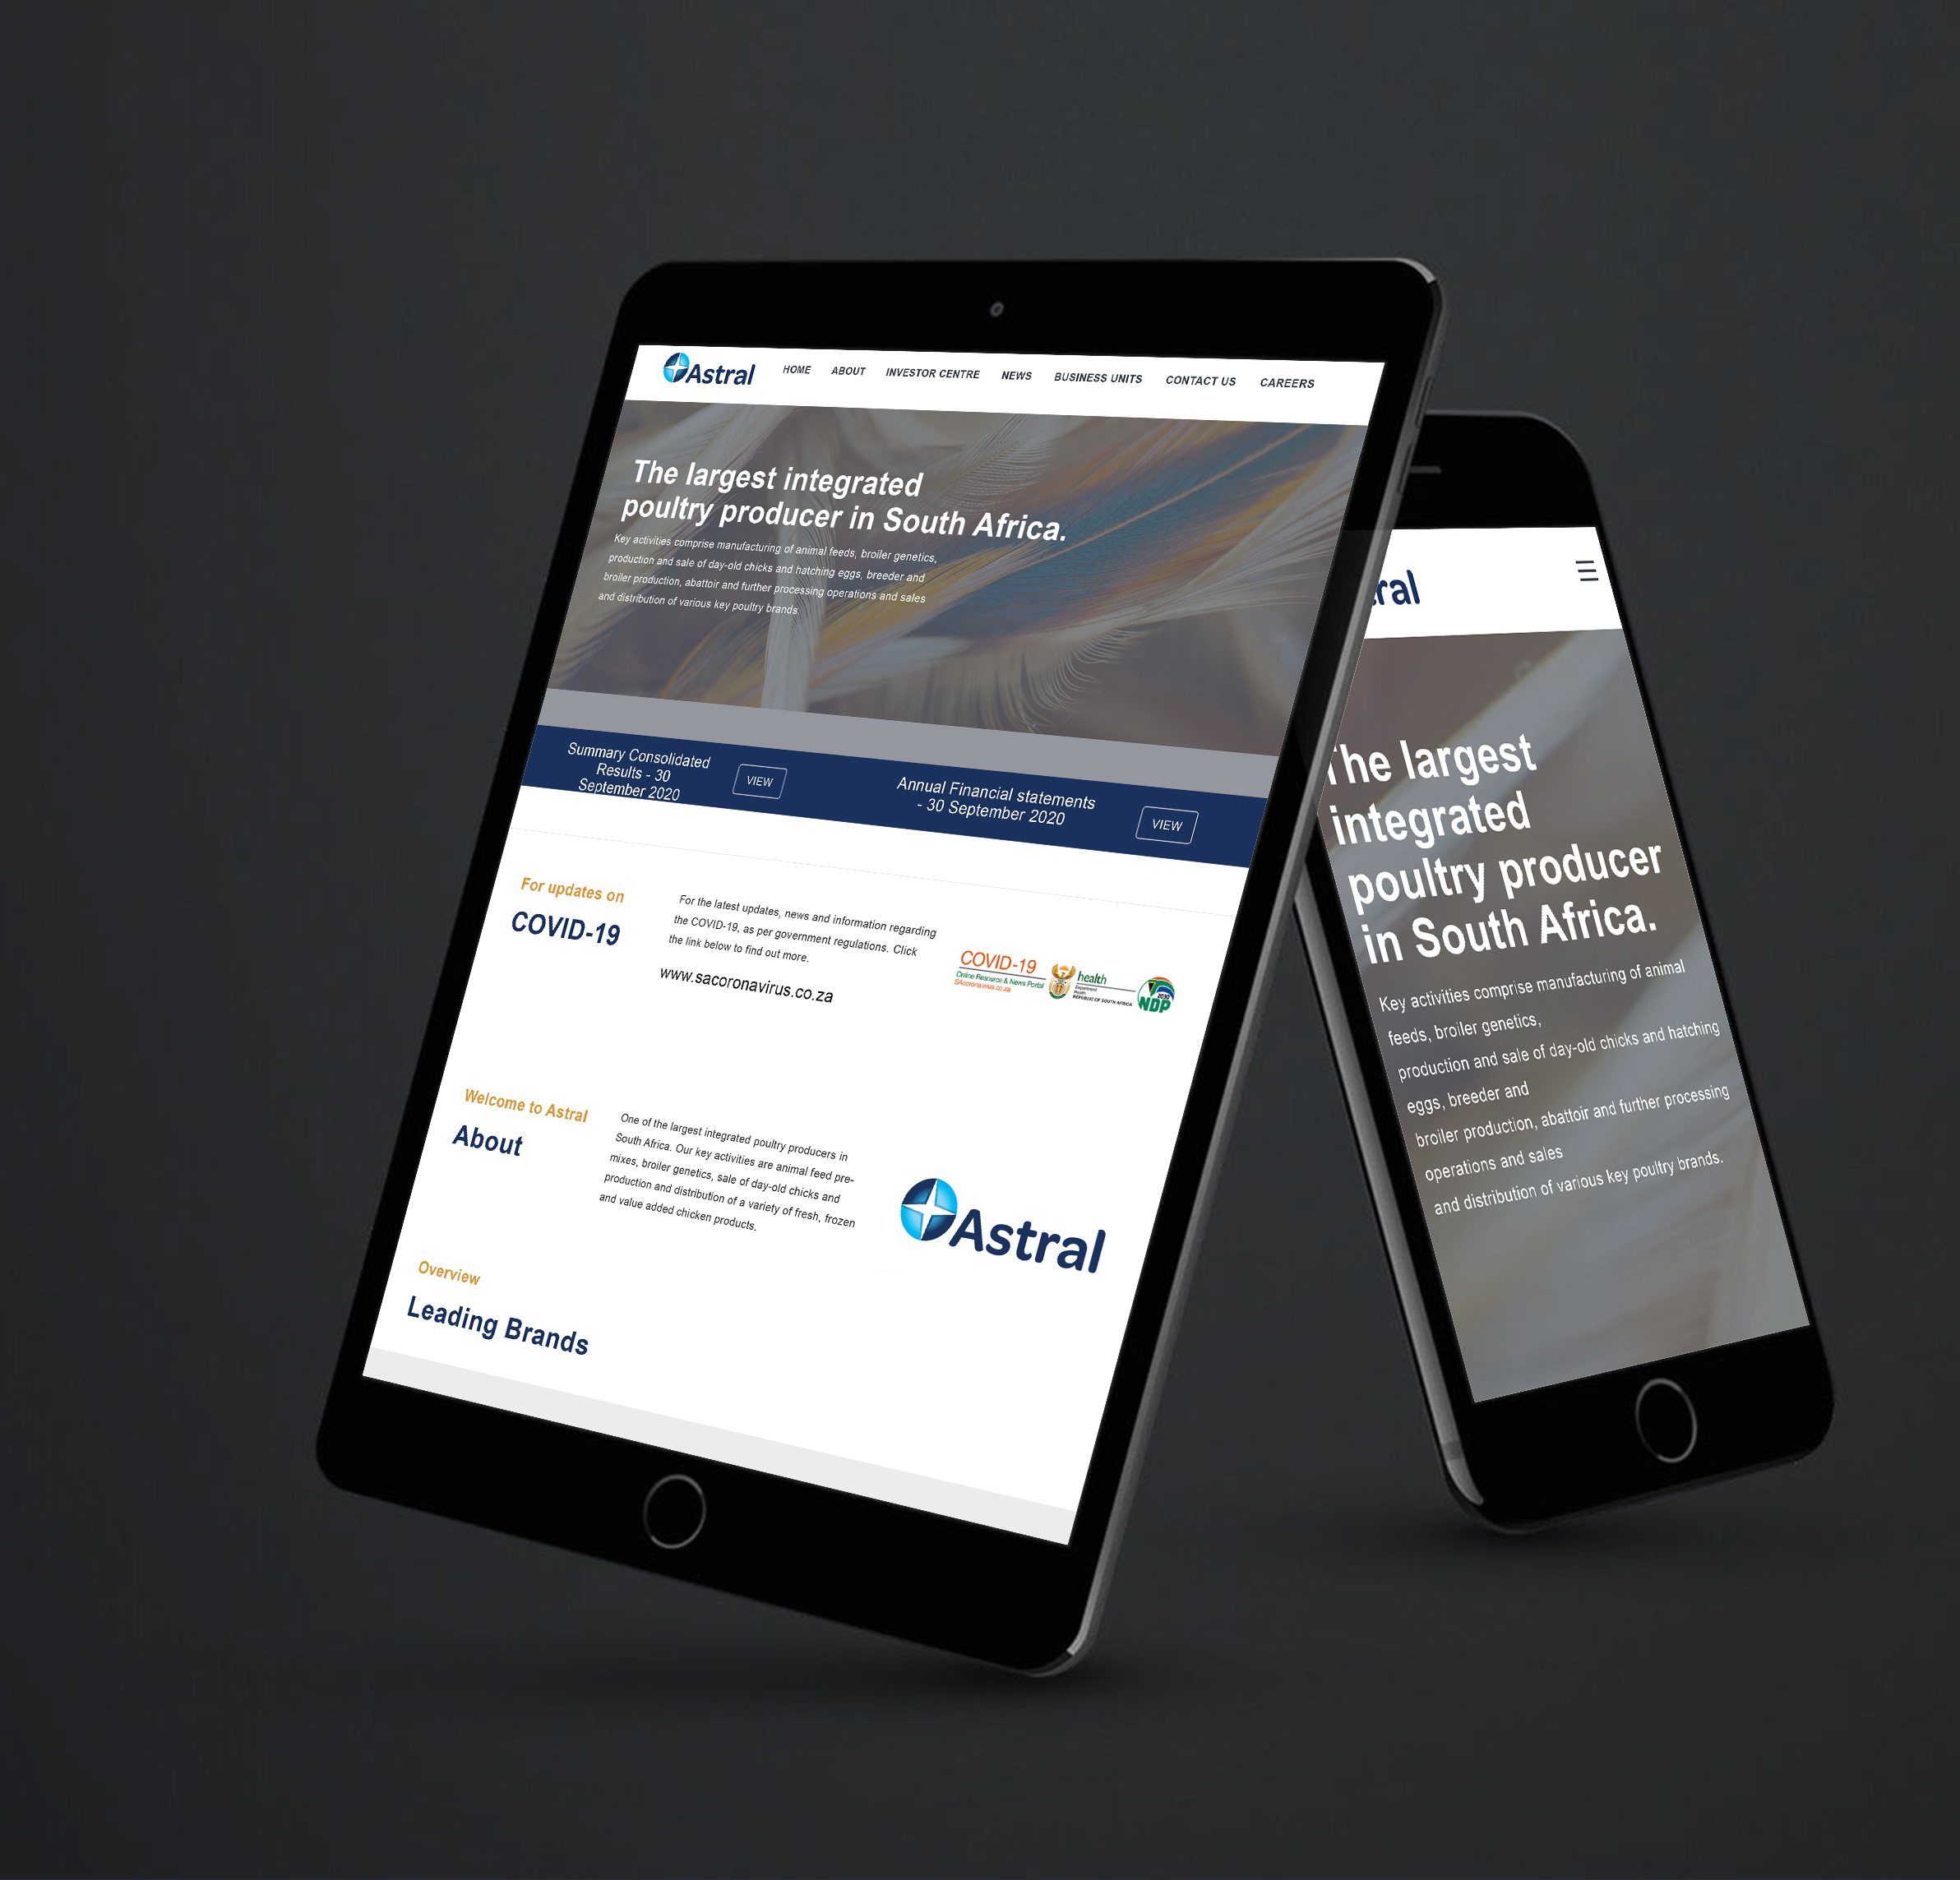 Astral
HOME ABOUT INVESTOR CENTRE NEWS BUSINESS UNITS CONTACT US CAREERS
The largest integrated
poultry producer in South Africa.
Key activities comprise manufacturing of animal feeds, broiler genetics,
production and sale of day-old chicks and hatching eggs, breeder and
broiler production, abattoir and further processing operations and sales
and distribution of various key poultry brands.
Summary Consolidated
Results - 30
September 2020
VIEW
Annual Financial statements
- 30 September 2020
VIEW
For updates on
COVID-19
For the latest updates, news and information regarding
the COVID-19, as per government regulations. Click
the link below to find out more.
www.sacoronavirus.co.za
COVID-19
Online Resource & News Portal
SAcoronavirus.co.za
health
Department:
Health
REPUBLIC OF SOUTH AFRICA
2030
NDP
Welcome to Astral
About
One of the largest integrated poultry producers in
South Africa. Our key activities are animal feed pre-
mixes, broiler genetics, sale of day-old chicks and
production and distribution of a variety of fresh, frozen
and value added chicken products.
Astral
Overview
Leading Brands
tral
The largest
integrated
poultry producer
in South Africa.
Key activities comprise manufacturing of animal
feeds, broiler genetics,
production and sale of day-old chicks and hatching
eggs, breeder and
broiler production, abattoir and further processing
operations and sales
and distribution of various key poultry brands.